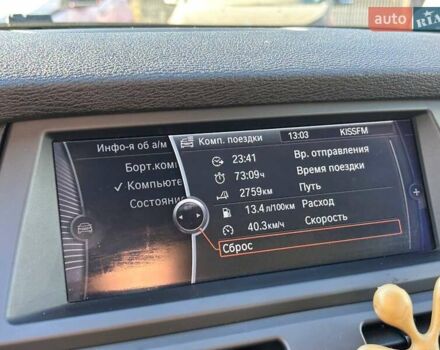 auto RIA
Инфо-я об а/м
Комп. поездки 13:03 KISSFM
Борт.комп
✓ Компьюте
Состояни
23:41 Вр. отправления
73:09ч Время поездки
2759км Путь
13.4л/100км Расход
40.3км/ч Скорость
Сброс